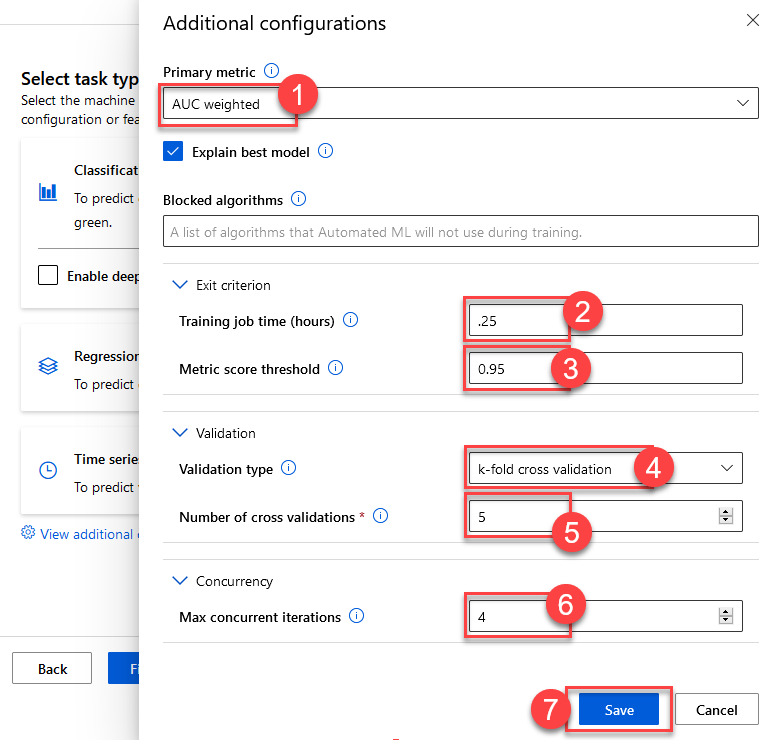 Additional configurations
Select task typ
Select the machine
configuration or fea
Classificat
To predict
green.
Enable deep
Regression
To predict
Time serie
To predict
View additional
Back
Fi
Primary metric
AUC weighted
1
Explain best model
Blocked algorithms
A list of algorithms that Automated ML will not use during training.
Exit criterion
Training job time (hours)
.25
2
Metric score threshold
0.95
3
Validation
Validation type
k-fold cross validation
4
Number of cross validations *
5
5
Concurrency
Max concurrent iterations
4
6
7
Save
Cancel